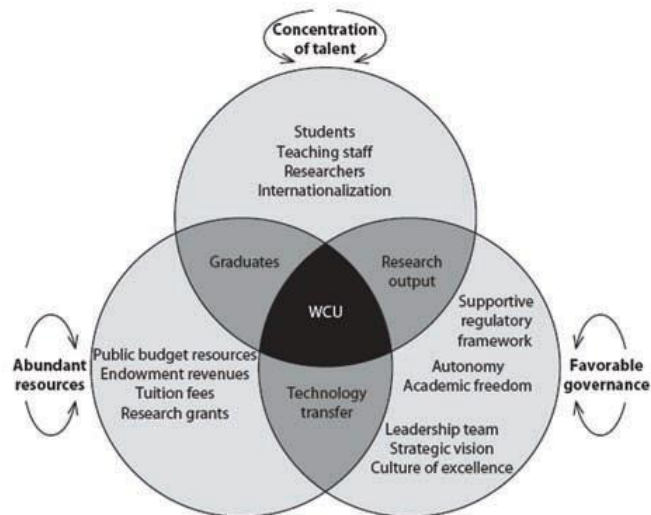 Concentration
of talent
Students
Teaching staff
Researchers
Internationalization
Graduates
Research
output
WCU
Supportive
regulatory
framework
Abundant
resources
Public budget resources
Endowment revenues
Tuition fees
Research grants
Technology
transfer
Autonomy
Academic freedom
Favorable
governance
Leadership team
Strategic vision
Culture of excellence